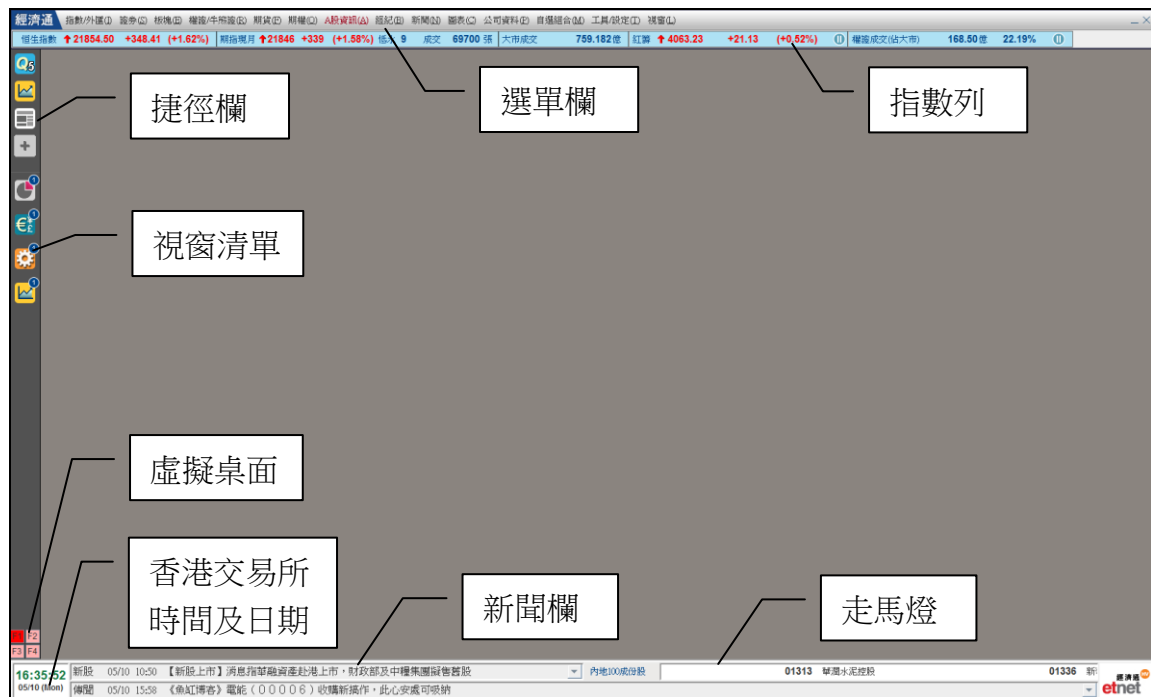 經濟通 指數/外匯(I) 證券(S) 板塊(B) 權證/牛熊證(R) 期貨(F) 期權(O) A股資訊(A) 經紀(B) 新聞(N) 圖表(C) 公司資料(P) 自選組合(M) 工具/設定(T) 視窗(L)
恒生指數 21854.50 +348.41 (+1.62%) 期指現月 21846 +339 (+1.58%) 低水 9 成交 69700 張 大市成交 759.182億 紅籌 4063.23 +21.13 (+0.52%) 權證成交(佔大市) 168.50億 22.19%
Q5
捷徑欄
選單欄
指數列
視窗清單
虛擬桌面
香港交易所
時間及日期
新聞欄
走馬燈
F1 F2
F3 F4
16:35:52
05/10 (Mon)
新股 05/10 10:50 【新股上市】消息指華融資產赴港上市，財政部及中糧集團擬售舊股
內地100成份股 01313 華潤水泥控股 01336 新
傳聞 05/10 15:58 《魚缸博客》電能（００００６）收購新搞作，此心安處可吸納
經濟通
etnet